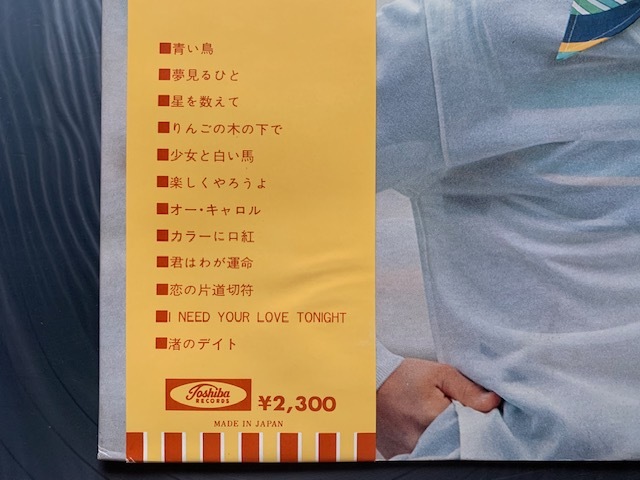 ■青い鳥
■夢見るひと
■星を数えて
■りんごの木の下で
■少女と白い馬
■楽しくやろうよ
■オー・キャロル
■カラーに口紅
■君はわが運命
■恋の片道切符
■I NEED YOUR LOVE TONIGHT
■渚のデイト
Toshiba
RECORDS
¥2,300
MADE IN JAPAN